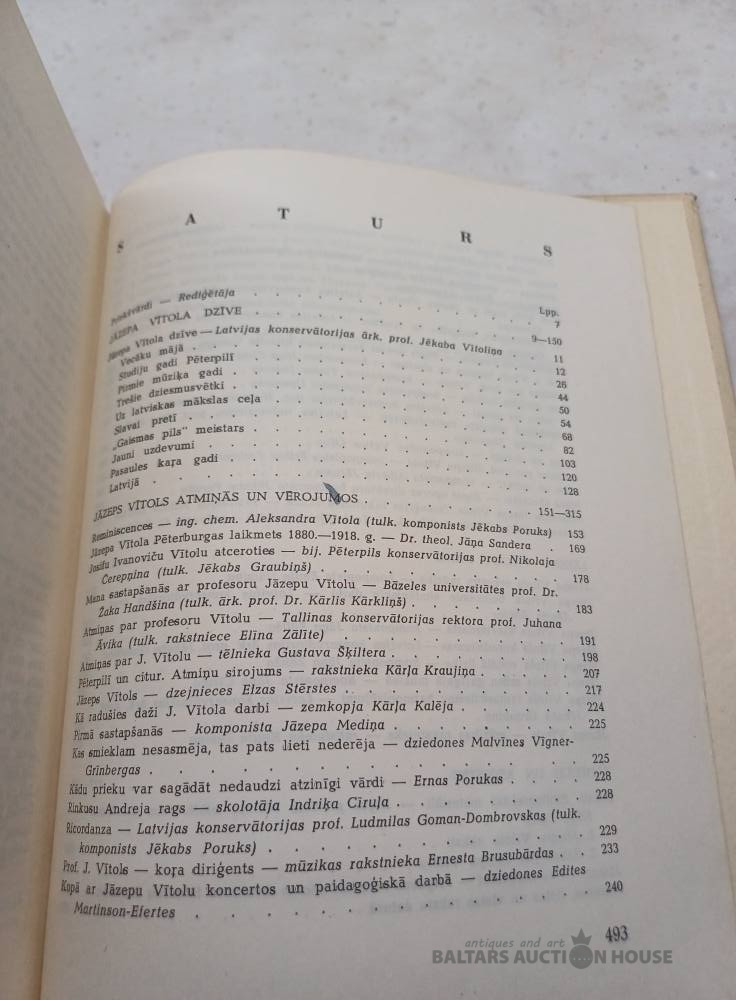 S A T U R S
Lpp.
Priekšvārdi — Rediģētāja . . . 7
JĀZEPA VĪTOLA DZĪVE . . . 9—150
Jāzepa Vītola dzīve — Latvijas konservātorijas ārk. prof. Jēkaba Vītoliņa . 11
Vecāku mājā . . . 12
Studiju gadi Pēterpilī . . . 26
Pirmie mūziķa gadi . . . 44
Trešie dziesmusvētki . . . 50
Uz latviskas mākslas ceļa . . . 54
Slavai pretī . . . 68
„Gaismas pils" meistars . . . 82
Jauni uzdevumi . . . 103
Pasaules kaŗa gadi . . . 120
Latvijā . . . 128
JĀZEPS VĪTOLS ATMIŅĀS UN VĒROJUMOS . . . 151—315
Reminiscences — ing. chem. Aleksandra Vītola (tulk. komponists Jēkabs Poruks) 153
Jāzepa Vītola Pēterburgas laikmets 1880.—1918. g. — Dr. theol. Jāņa Sandera . 169
Josifu Ivanoviču Vītolu atceroties — bij. Pēterpils konservātorijas prof. Nikolaja
Čerepņina (tulk. Jēkabs Graubiņš) . . . 178
Mana sastapšanās ar profesoru Jāzepu Vītolu — Bāzeles universitātes prof. Dr.
Žaka Handšina (tulk. ārk. prof. Dr. Kārlis Kārkliņš) . . . 183
Atmiņas par profesoru Vītolu — Tallinas konservātorijas rektora prof. Juhana
Āvika (tulk. rakstniece Elīna Zālīte) . . . 191
Atmiņas par J. Vītolu — tēlnieka Gustava Šķiltera . . . 198
Pēterpilī un citur. Atmiņu sirojums — rakstnieka Kārļa Kraujiņa . . . 207
Jāzeps Vītols — dzejnieces Elzas Stērstes . . . 217
Kā radušies daži J. Vītola darbi — zemkopja Kārļa Kalēja . . . 224
Pirmā sastapšanās — komponista Jāzepa Mediņa . . . 225
Kas smieklam nesasmēja, tas pats lieti nederēja — dziedones Malvīnes Vīgner-
Grīnbergas . . . 225
Kādu prieku var sagādāt nedaudzi atzinīgi vārdi — Ernas Porukas . . . 228
Rinkusu Andreja rags — skolotāja Indriķa Cīruļa . . . 228
Ricordanza — Latvijas konservātorijas prof. Ludmilas Goman-Dombrovskas (tulk.
komponists Jēkabs Poruks) . . . 229
Prof. J. Vītols — koŗa diriģents — mūzikas rakstnieka Ernesta Brusubārdas . . 233
Kopā ar Jāzepu Vītolu koncertos un paidagoģiskā darbā — dziedones Edītes
Martinson-Efertes . . . 240
493
antiques and art
BALTARS AUCTION HOUSE